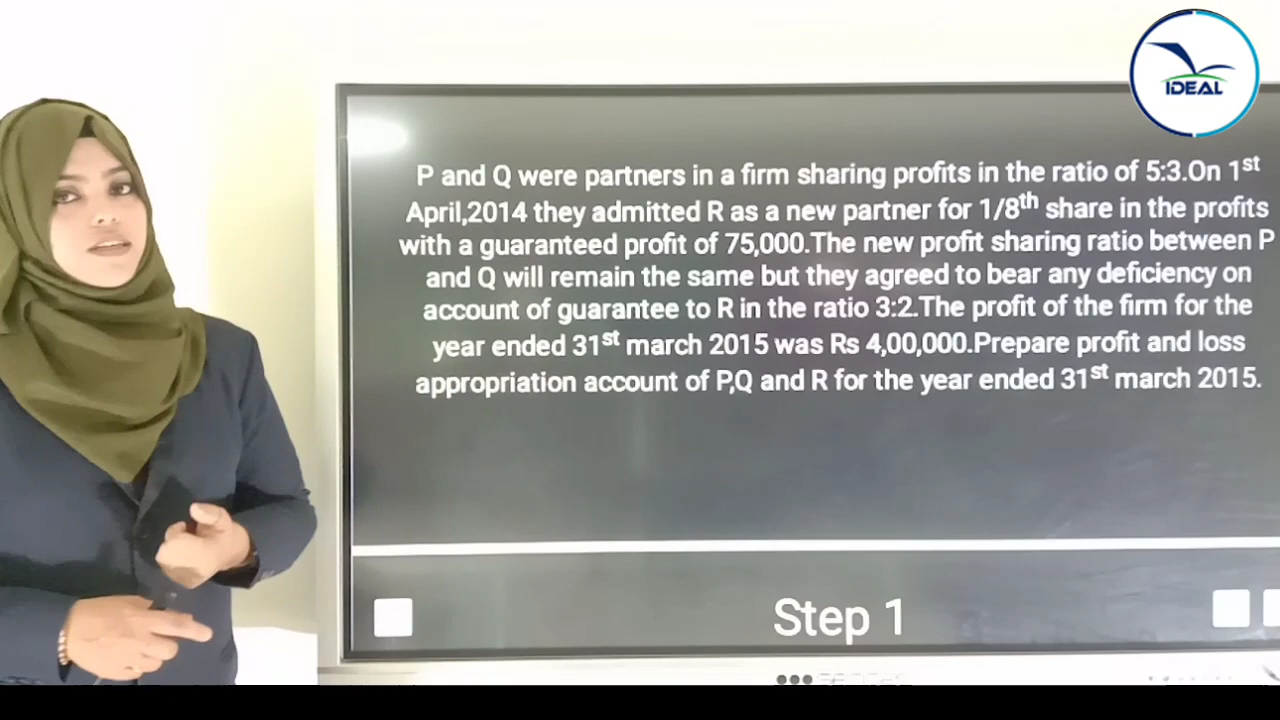 IDEAL
P and Q were partners in a firm sharing profits in the ratio of 5:3.On 1st
April,2014 they admitted R as a new partner for 1/8th share in the profits
with a guaranteed profit of 75,000.The new profit sharing ratio between P
and Q will remain the same but they agreed to bear any deficiency on
account of guarantee to R in the ratio 3:2.The profit of the firm for the
year ended 31st march 2015 was Rs 4,00,000.Prepare profit and loss
appropriation account of P,Q and R for the year ended 31st march 2015.
Step 1